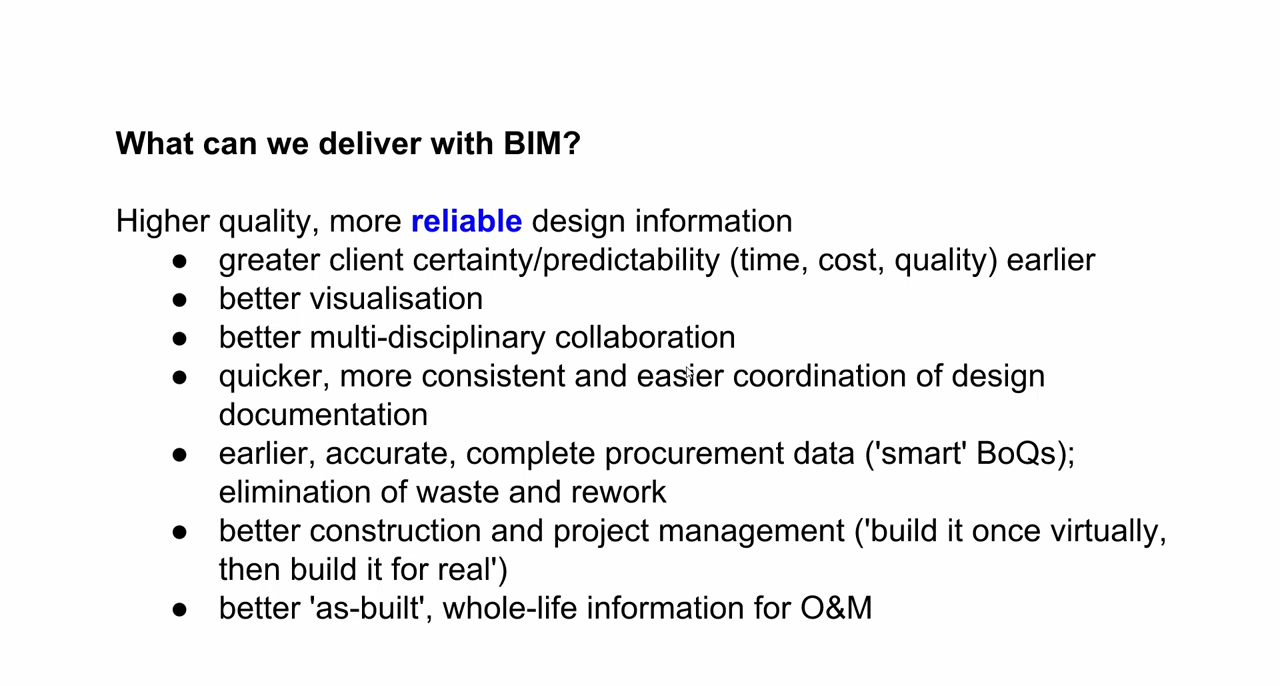 What can we deliver with BIM?
Higher quality, more reliable design information
● greater client certainty/predictability (time, cost, quality) earlier
● better visualisation
● better multi-disciplinary collaboration
● quicker, more consistent and easier coordination of design
documentation
● earlier, accurate, complete procurement data ('smart' BoQs);
elimination of waste and rework
● better construction and project management ('build it once virtually,
then build it for real')
● better 'as-built', whole-life information for O&M